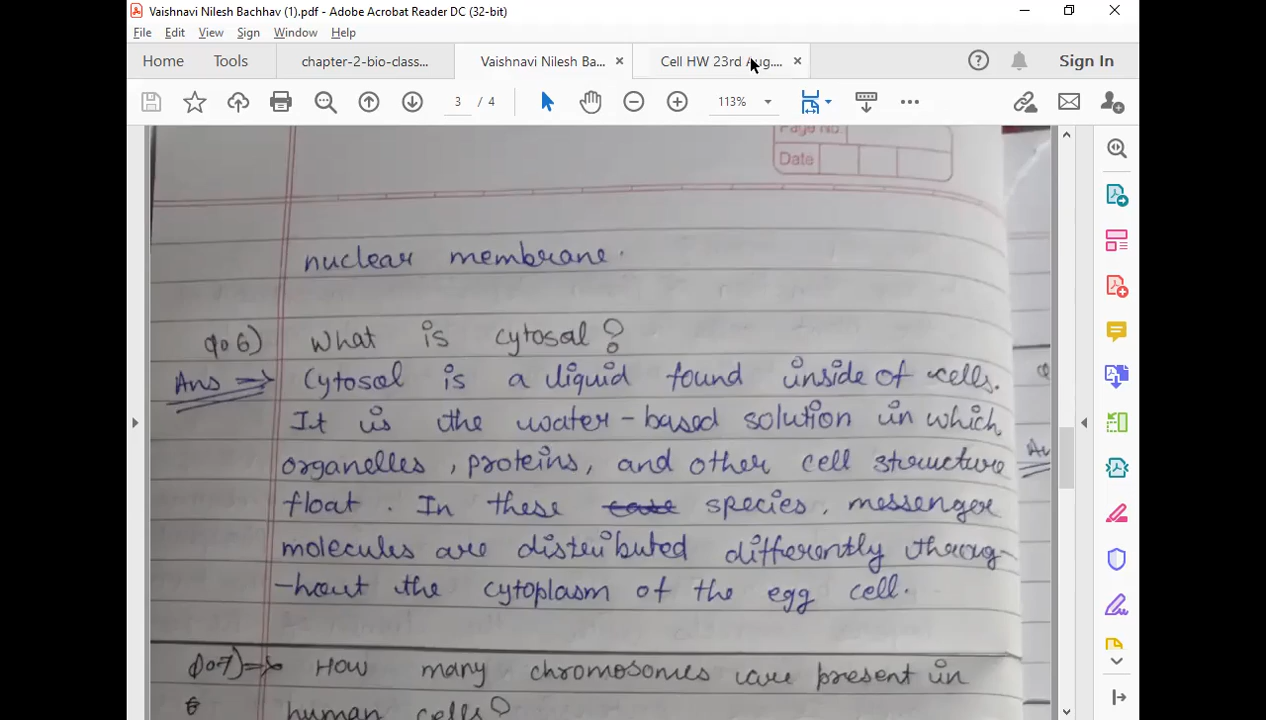 Vaishnavi Nilesh Bachhav (1).pdf - Adobe Acrobat Reader DC (32-bit)
File Edit View Sign Window Help
Home Tools chapter-2-bio-class... Vaishnavi Nilesh Ba... Cell HW 23rd Aug.... Sign In
3 / 4 113%
Page No.
Date
nuclear membrane.
Q.6) What is cytosal?
Ans ⇒ Cytosol is a liquid found inside of cells.
It is the water-based solution in which
organelles, proteins, and other cell structure
float. In these species, messenger
molecules are distributed differently throug-
-hout the cytoplasm of the egg cell.
Q.7) ⇒ How many chromosomes are present in
human cells?